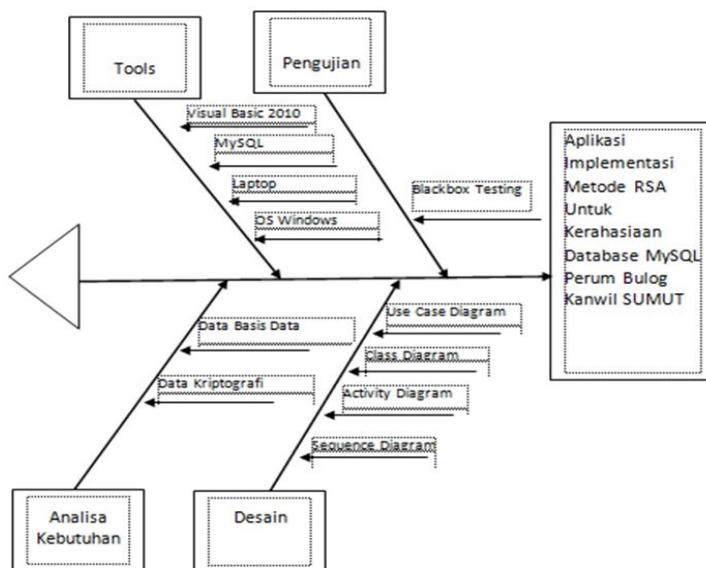 Tools
Pengujian
Visual Basic 2010
MySQL
Laptop
OS Windows
Blackbox Testing
Aplikasi
Implementasi
Metode RSA
Untuk
Kerahasiaan
Database MySQL
Perum Bulog
Kanwil SUMUT
Data Basis Data
Data Kriptografi
Use Case Diagram
Class Diagram
Activity Diagram
Sequence Diagram
Analisa
Kebutuhan
Desain